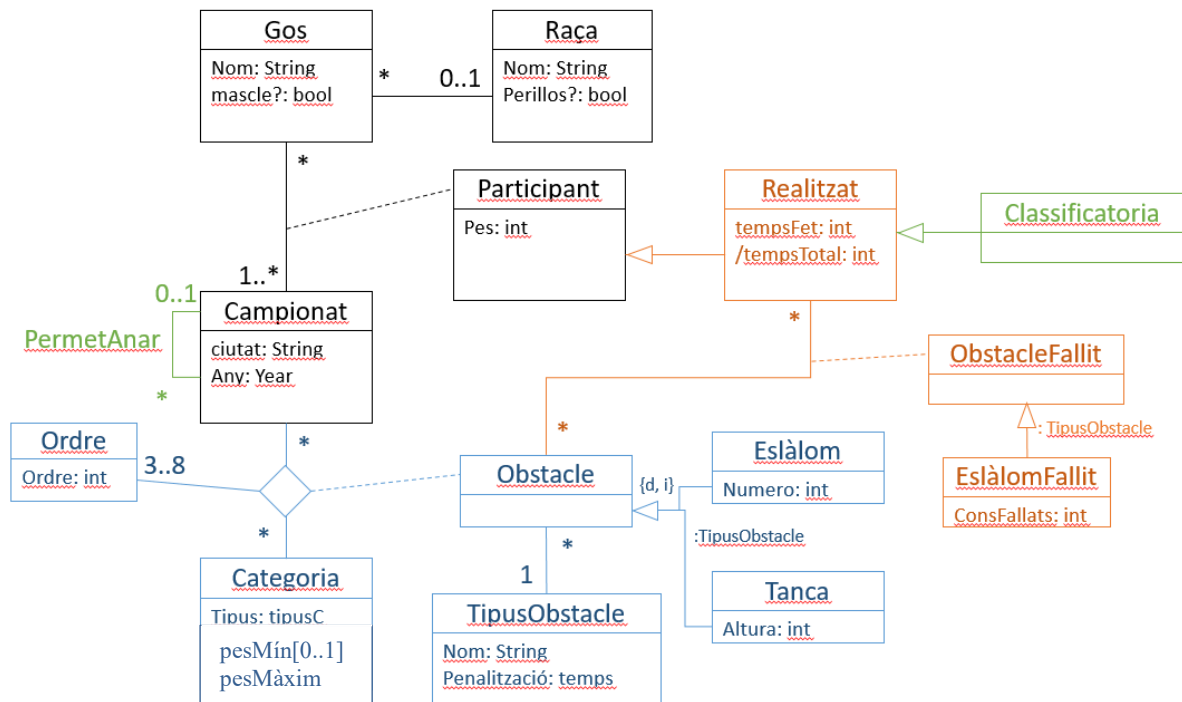 Gos
Nom: String
mascle?: bool
*
0..1
Raça
Nom: String
Perillos?: bool
*
Participant
Pes: int
Realitzat
tempsFet: int
/tempsTotal: int
Classificatoria
1..*
0..1
PermetAnar
*
Campionat
ciutat: String
Any: Year
*
ObstacleFallit
: TipusObstacle
EslàlomFallit
ConsFallats: int
Ordre
Ordre: int
3..8
*
*
*
Obstacle
{d, i}
:TipusObstacle
Eslàlom
Numero: int
Tanca
Altura: int
*
1
Categoria
Tipus: tipusC
pesMín[0..1]
pesMàxim
TipusObstacle
Nom: String
Penalització: temps